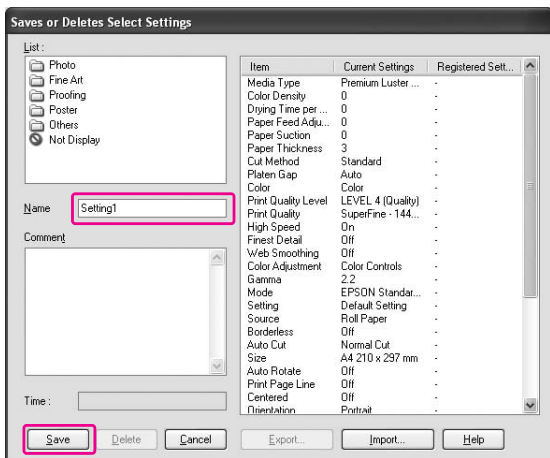 Saves or Deletes Select Settings
List :
Photo
Fine Art
Proofing
Poster
Others
Not Display
Name
Setting1
Comment
Time :
Item Current Settings Registered Sett...
Media Type Premium Luster ... -
Color Density 0 -
Drying Time per ... 0 -
Paper Feed Adju... 0 -
Paper Suction 0 -
Paper Thickness 3 -
Cut Method Standard -
Platen Gap Auto -
Color Color -
Print Quality Level LEVEL 4 (Quality) -
Print Quality SuperFine - 144... -
High Speed On -
Finest Detail Off -
Web Smoothing Off -
Color Adjustment Color Controls -
Gamma 2.2 -
Mode EPSON Standar... -
Setting Default Setting -
Source Roll Paper -
Borderless Off -
Auto Cut Normal Cut -
Size A4 210 x 297 mm -
Auto Rotate Off -
Print Page Line Off -
Centered Off -
Orientation Portrait -
Save Delete Cancel Export... Import... Help